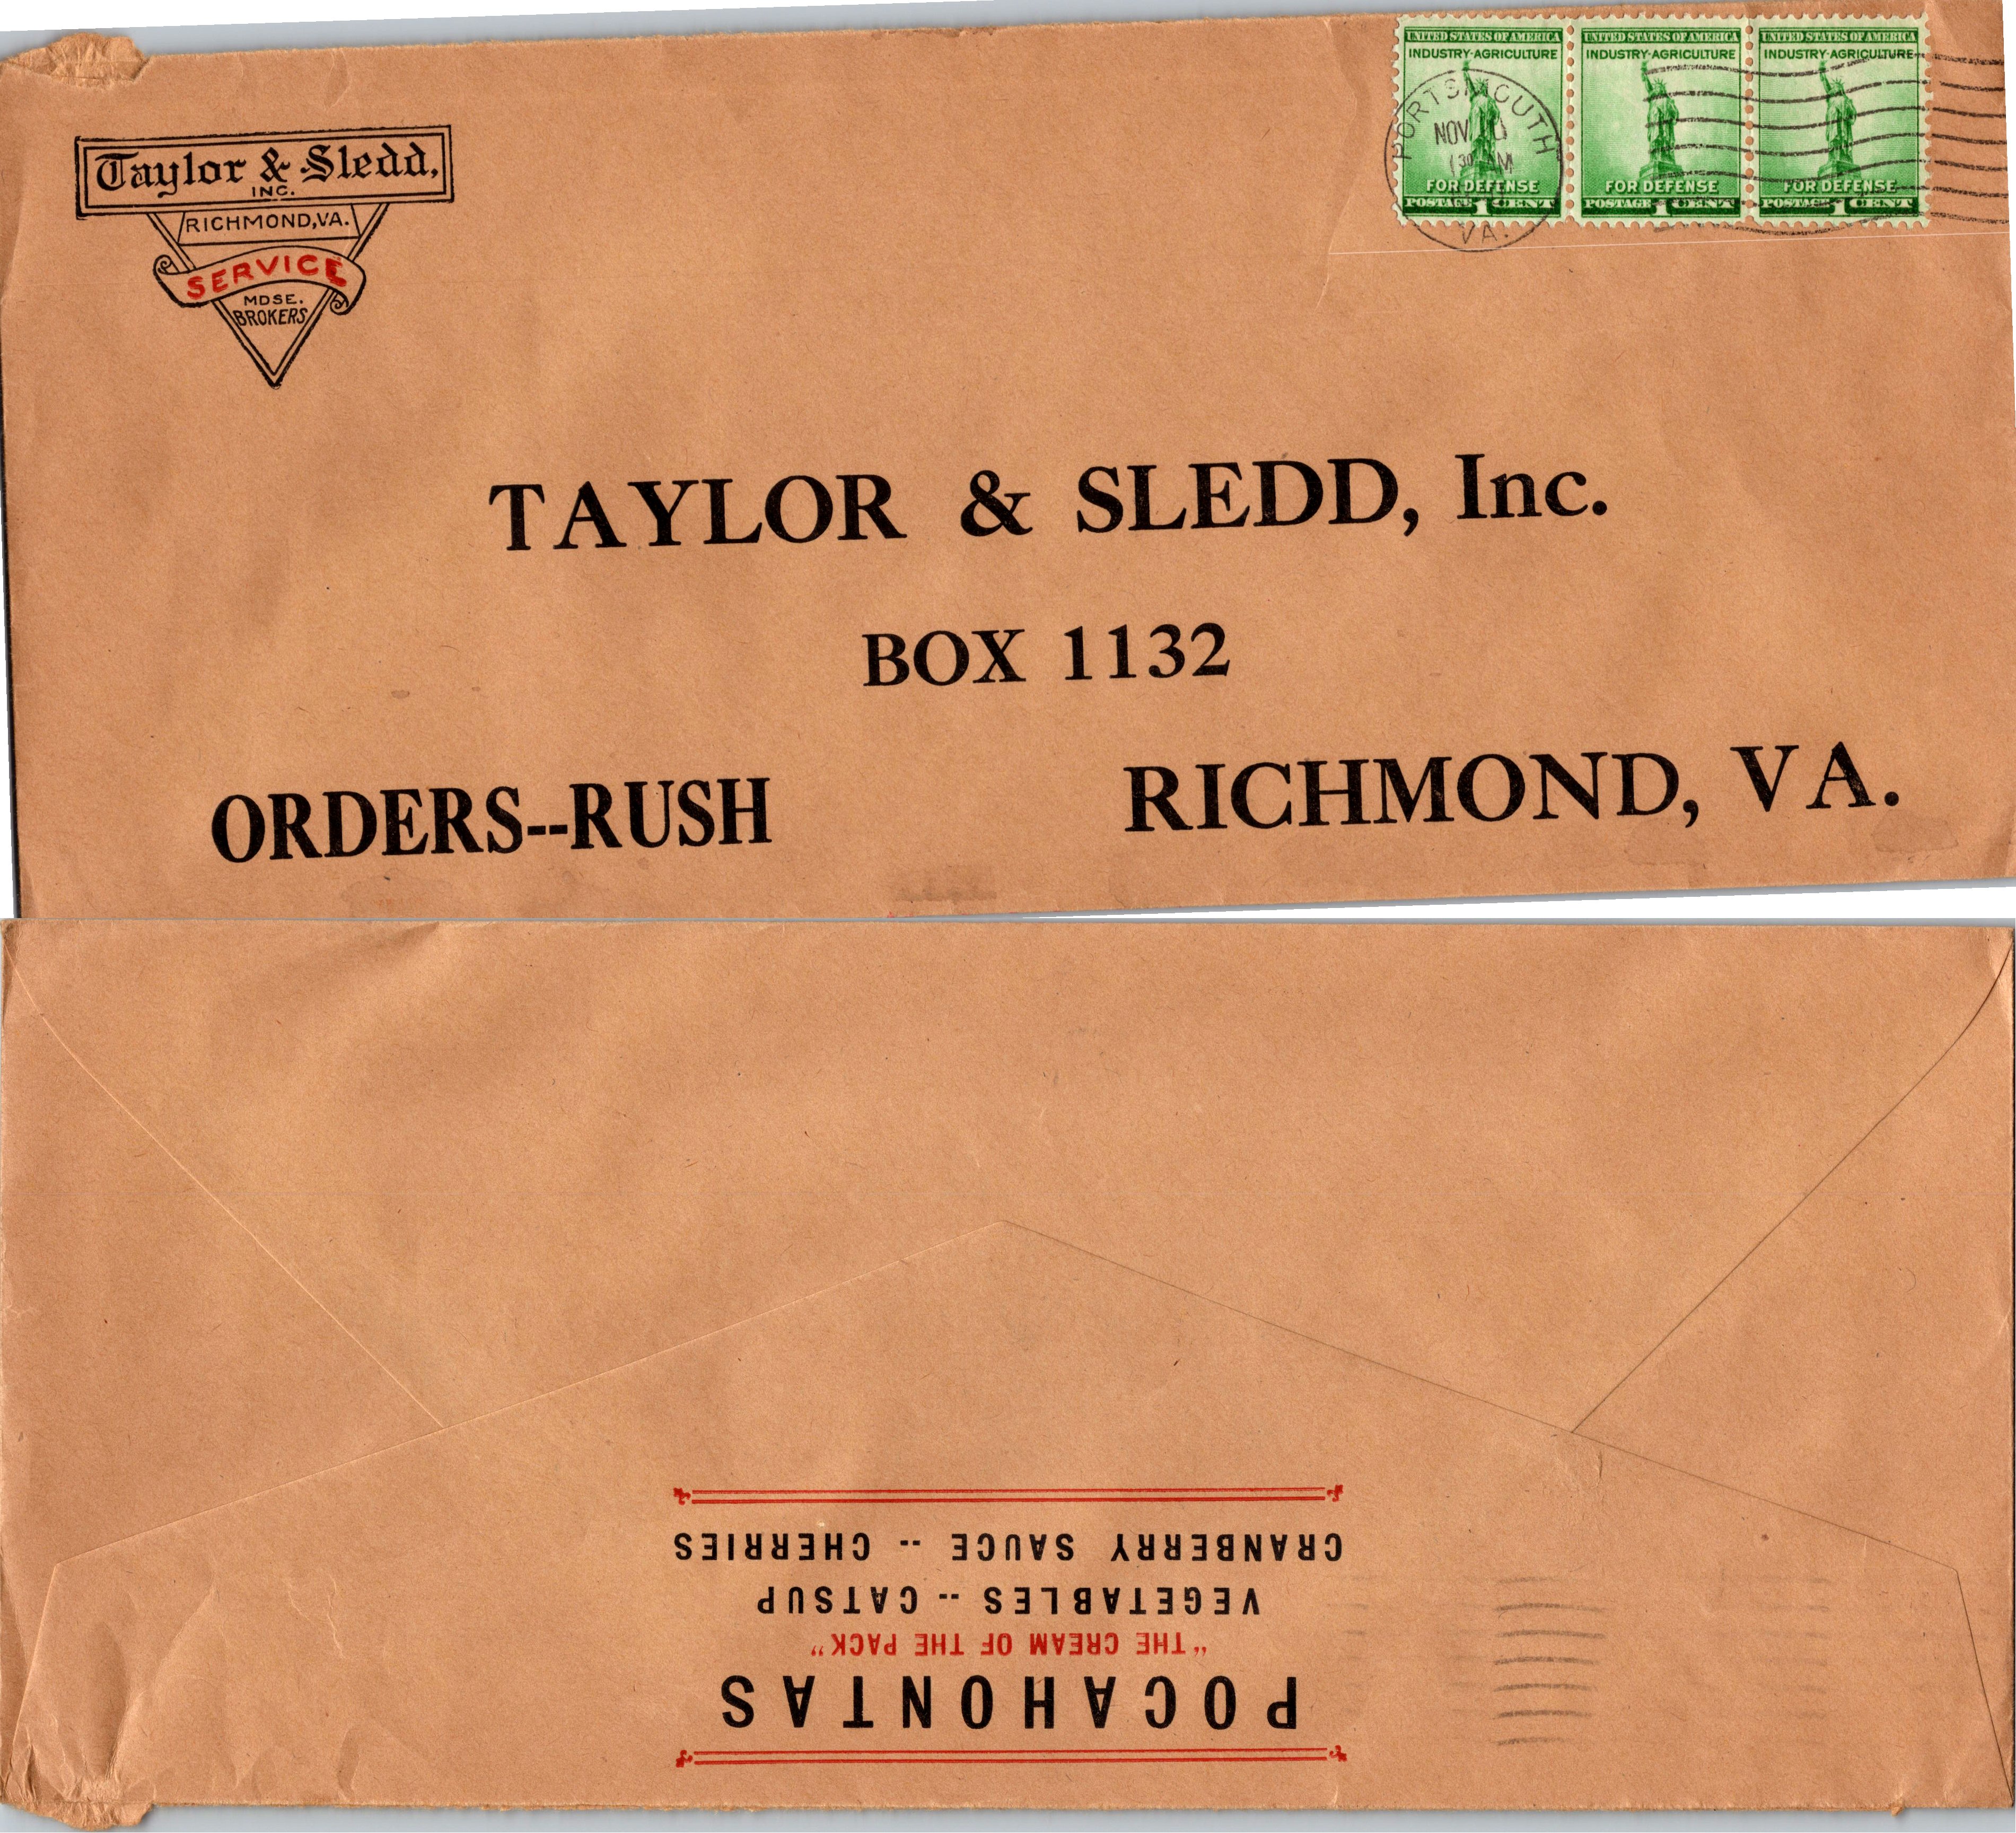 Taylor & Sledd,
INC.
RICHMOND, VA.
SERVICE
MDSE.
BROKERS
UNITED STATES OF AMERICA
INDUSTRY-AGRICULTURE
FOR DEFENSE
POSTAGE 1 CENT
UNITED STATES OF AMERICA
INDUSTRY-AGRICULTURE
FOR DEFENSE
POSTAGE 1 CENT
UNITED STATES OF AMERICA
INDUSTRY-AGRICULTURE
FOR DEFENSE
POSTAGE 1 CENT
PORTSMOUTH
NOV
AM
VA.
TAYLOR & SLEDD, Inc.
BOX 1132
ORDERS--RUSH RICHMOND, VA.
POCAHONTAS
"THE CREAM OF THE PACK"
VEGETABLES -- CATSUP
CRANBERRY SAUCE -- CHERRIES